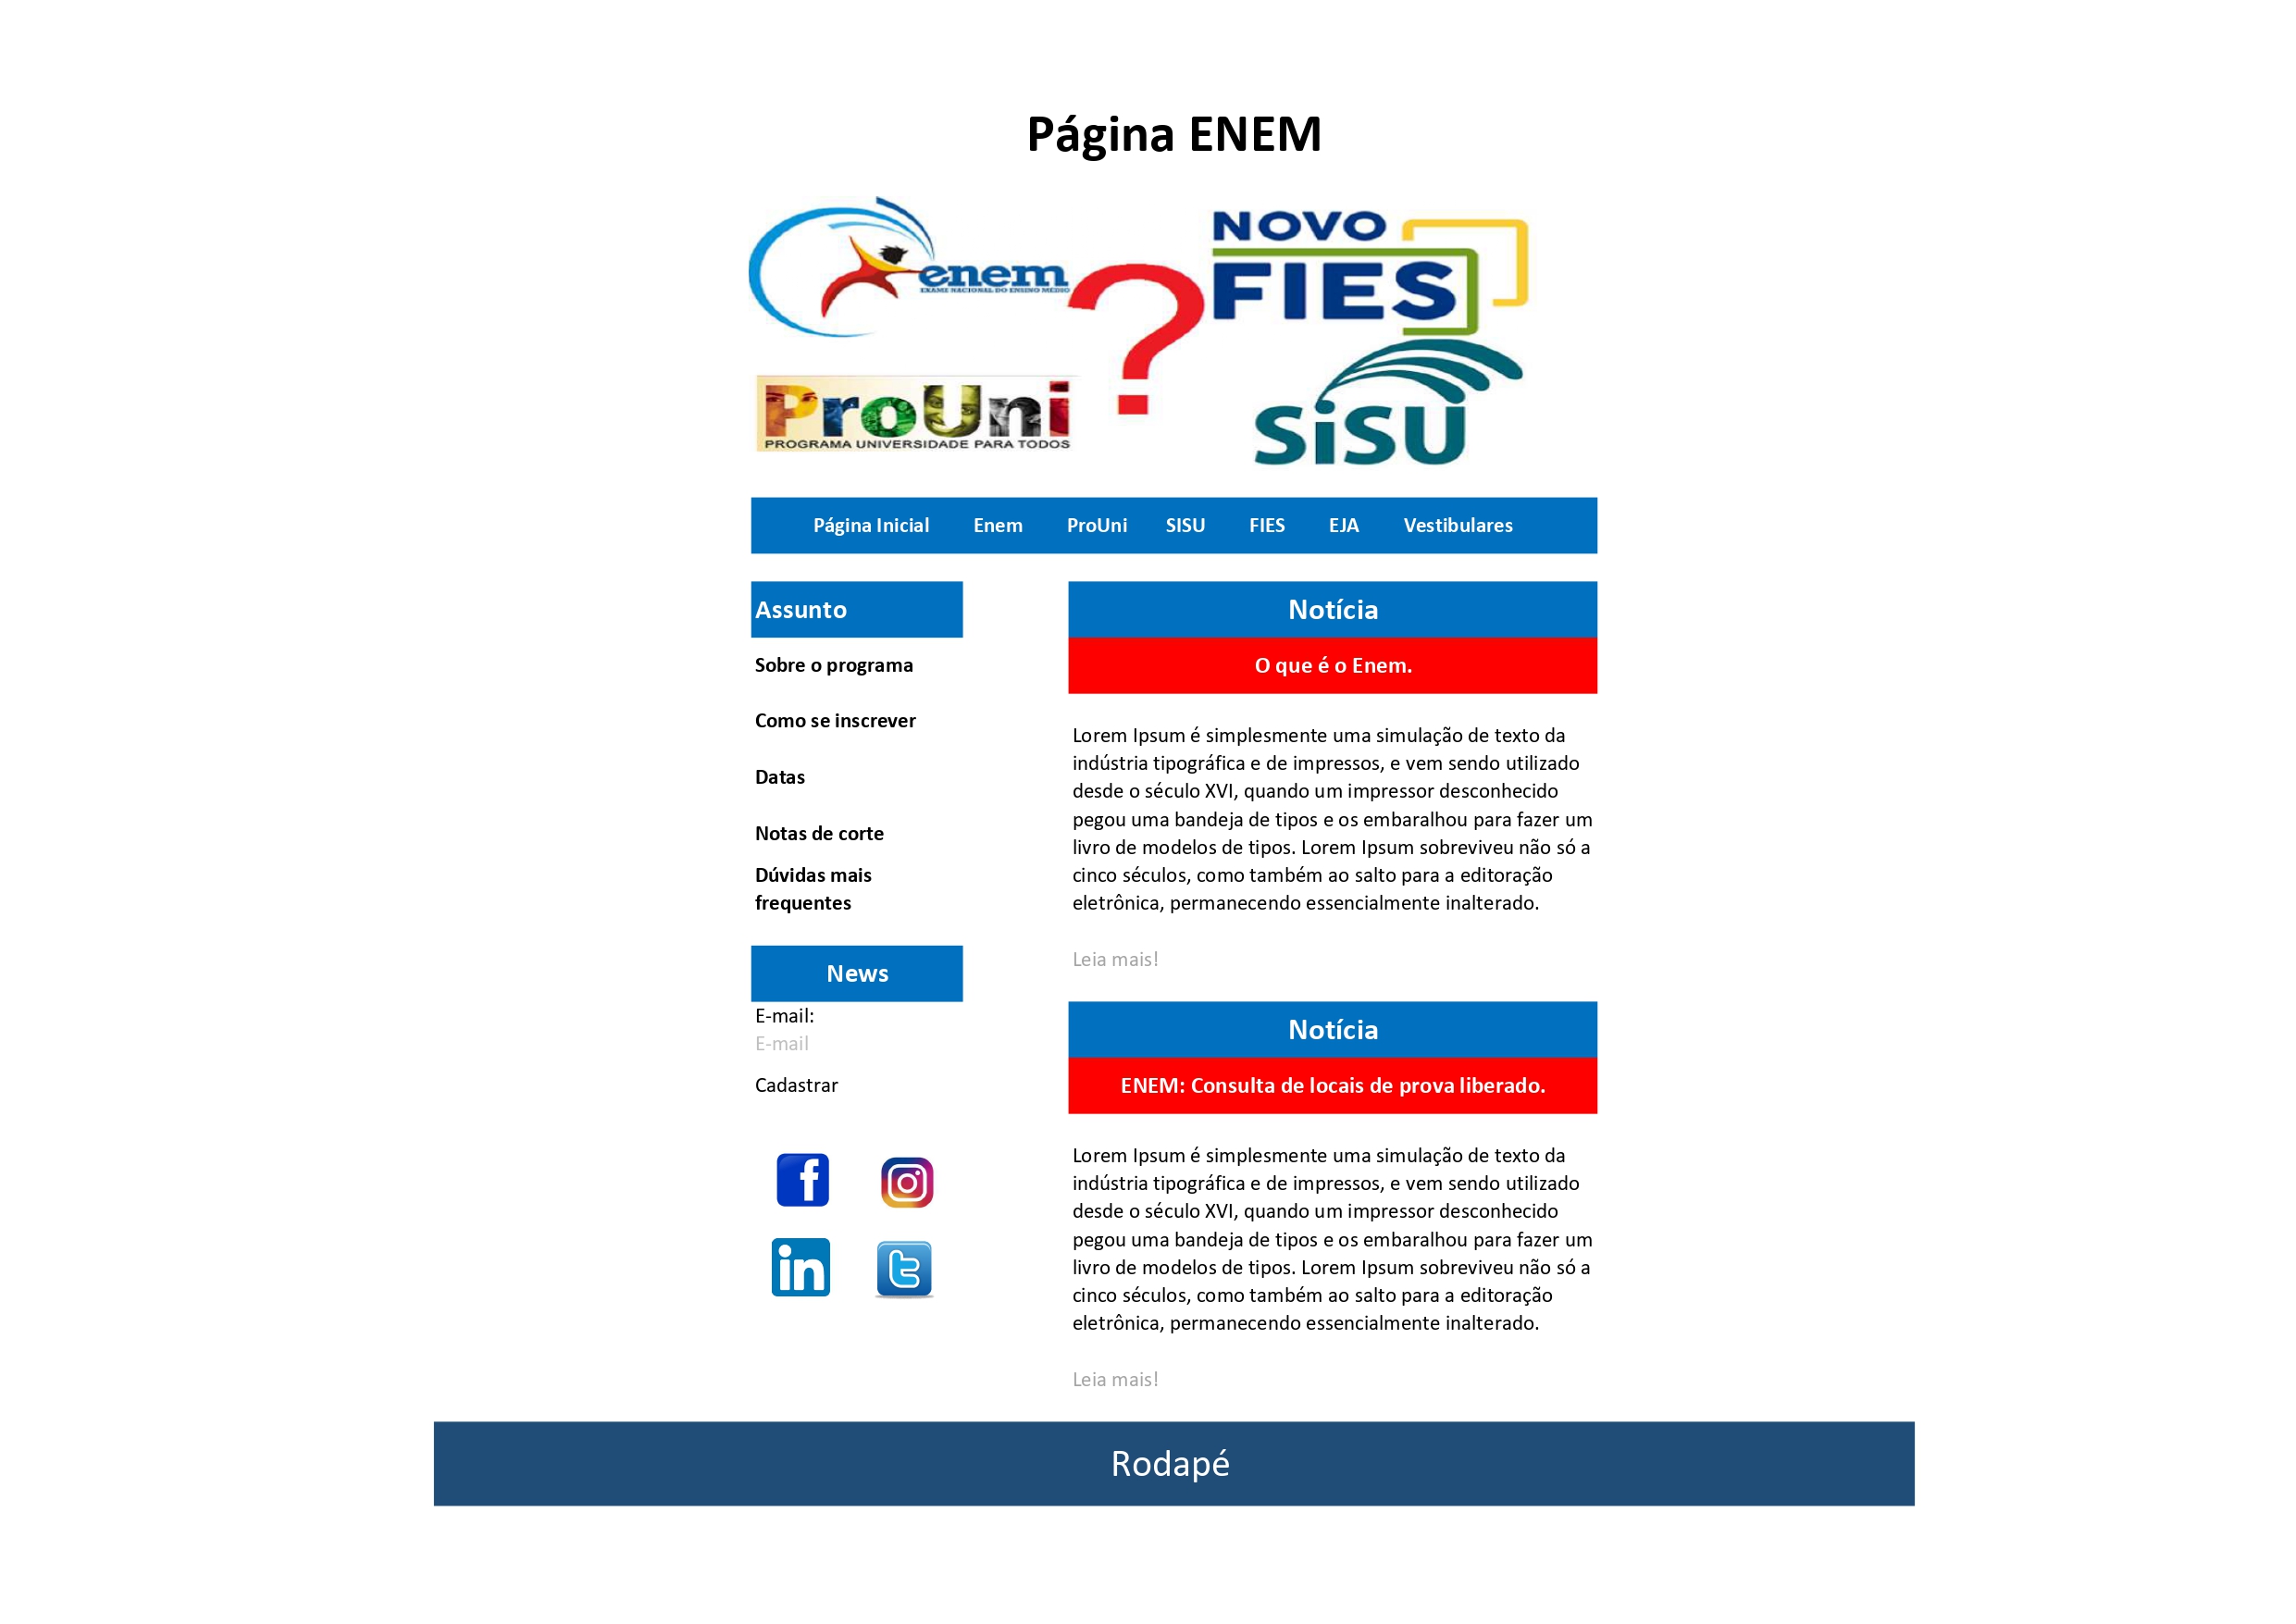 Página ENEM
enem
EXAME NACIONAL DO ENSINO MÉDIO
NOVO
FIES
?
ProUni
PROGRAMA UNIVERSIDADE PARA TODOS
SiSU
Página Inicial Enem ProUni SISU FIES EJA Vestibulares
Assunto
Sobre o programa
Como se inscrever
Datas
Notas de corte
Dúvidas mais
frequentes
News
E-mail:
E-mail
Cadastrar
f
in
t
Notícia
O que é o Enem.
Lorem Ipsum é simplesmente uma simulação de texto da
indústria tipográfica e de impressos, e vem sendo utilizado
desde o século XVI, quando um impressor desconhecido
pegou uma bandeja de tipos e os embaralhou para fazer um
livro de modelos de tipos. Lorem Ipsum sobreviveu não só a
cinco séculos, como também ao salto para a editoração
eletrônica, permanecendo essencialmente inalterado.
Leia mais!
Notícia
ENEM: Consulta de locais de prova liberado.
Lorem Ipsum é simplesmente uma simulação de texto da
indústria tipográfica e de impressos, e vem sendo utilizado
desde o século XVI, quando um impressor desconhecido
pegou uma bandeja de tipos e os embaralhou para fazer um
livro de modelos de tipos. Lorem Ipsum sobreviveu não só a
cinco séculos, como também ao salto para a editoração
eletrônica, permanecendo essencialmente inalterado.
Leia mais!
Rodapé